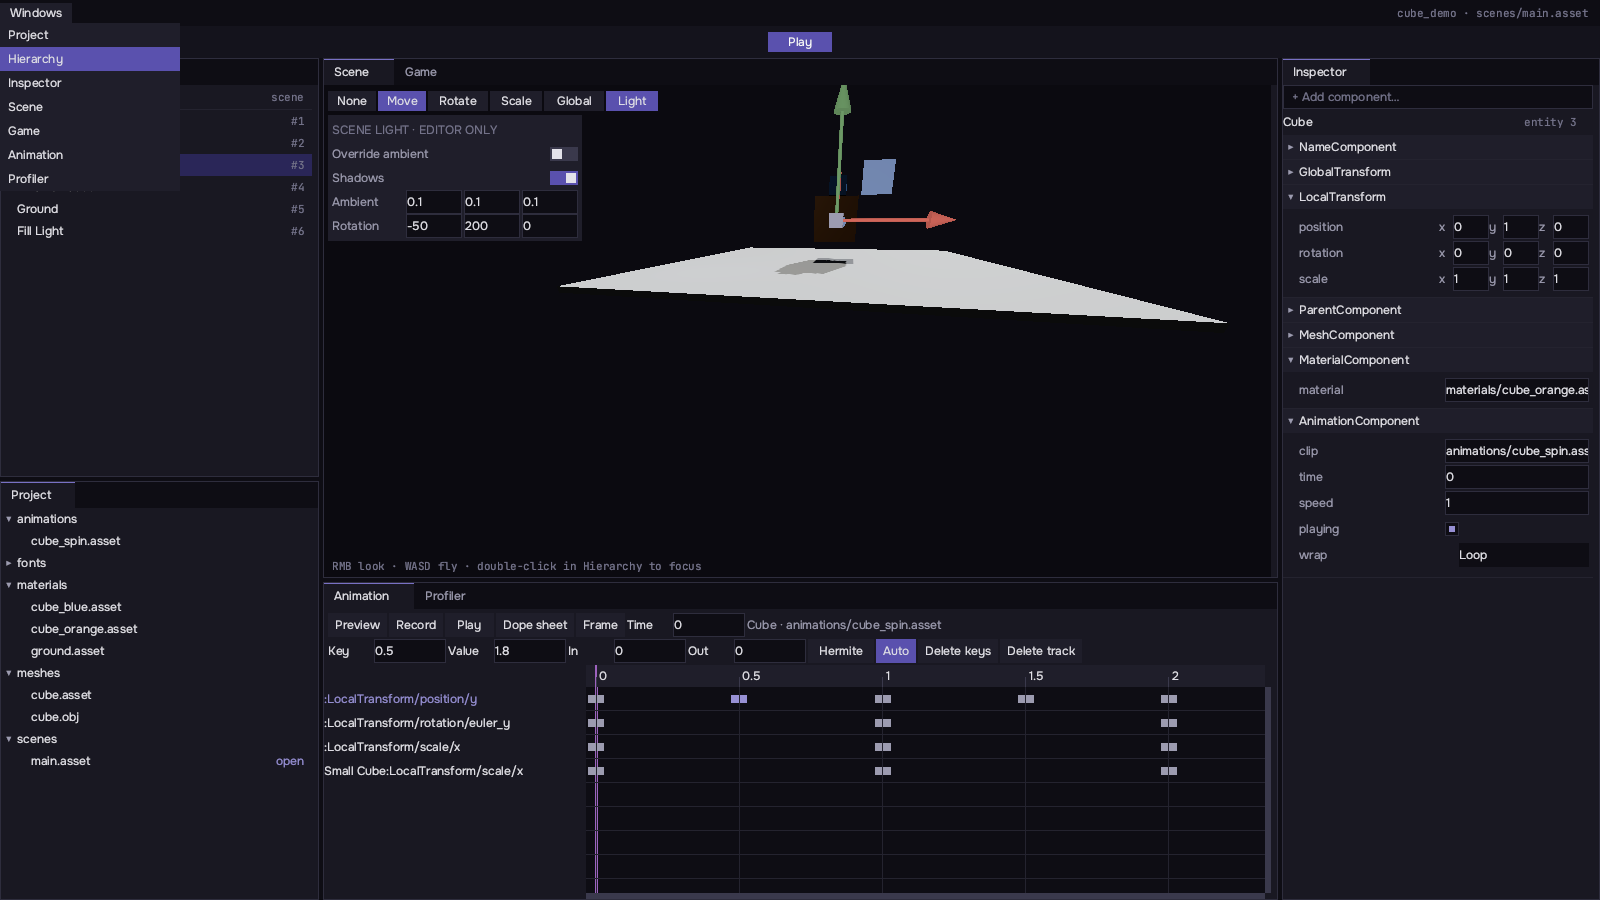 Windows
cube_demo · scenes/main.asset
Project
Hierarchy
Inspector
Scene
Game
Animation
Profiler
Play
scene
#1
#2
#3
#4
Ground #5
Fill Light #6
Project
▾ animations
cube_spin.asset
▸ fonts
▾ materials
cube_blue.asset
cube_orange.asset
ground.asset
▾ meshes
cube.asset
cube.obj
▾ scenes
main.asset open
Scene Game
None Move Rotate Scale Global Light
SCENE LIGHT · EDITOR ONLY
Override ambient
Shadows
Ambient 0.1 0.1 0.1
Rotation -50 200 0
RMB look · WASD fly · double-click in Hierarchy to focus
Animation Profiler
Preview Record Play Dope sheet Frame Time 0 Cube · animations/cube_spin.asset
Key 0.5 Value 1.8 In 0 Out 0 Hermite Auto Delete keys Delete track
0 0.5 1 1.5 2
:LocalTransform/position/y
:LocalTransform/rotation/euler_y
:LocalTransform/scale/x
Small Cube:LocalTransform/scale/x
Inspector
+ Add component...
Cube entity 3
▸ NameComponent
▸ GlobalTransform
▾ LocalTransform
position x 0 y 1 z 0
rotation x 0 y 0 z 0
scale x 1 y 1 z 1
▸ ParentComponent
▸ MeshComponent
▾ MaterialComponent
material materials/cube_orange.as
▾ AnimationComponent
clip animations/cube_spin.ass
time 0
speed 1
playing
wrap Loop